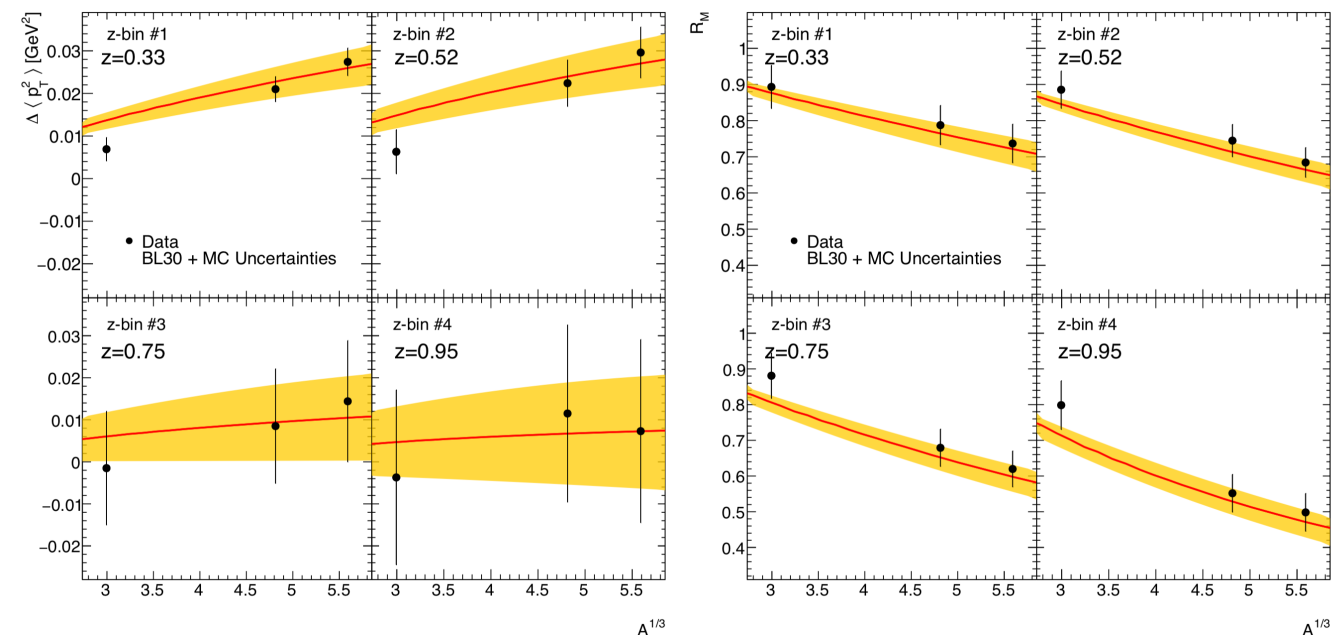 Δ ⟨ p_T^2 ⟩ [GeV^2]
z-bin #1
z=0.33
z-bin #2
z=0.52
0.03
0.02
0.01
0
−0.01
−0.02
Data
BL30 + MC Uncertainties
z-bin #3
z=0.75
z-bin #4
z=0.95
0.03
0.02
0.01
0
−0.01
−0.02
3 3.5 4 4.5 5 5.5 3 3.5 4 4.5 5 5.5
A^{1/3}
R_M
z-bin #1
z=0.33
z-bin #2
z=0.52
1
0.9
0.8
0.7
0.6
0.5
0.4
Data
BL30 + MC Uncertainties
z-bin #3
z=0.75
z-bin #4
z=0.95
1
0.9
0.8
0.7
0.6
0.5
0.4
3 3.5 4 4.5 5 5.5 3 3.5 4 4.5 5 5.5
A^{1/3}